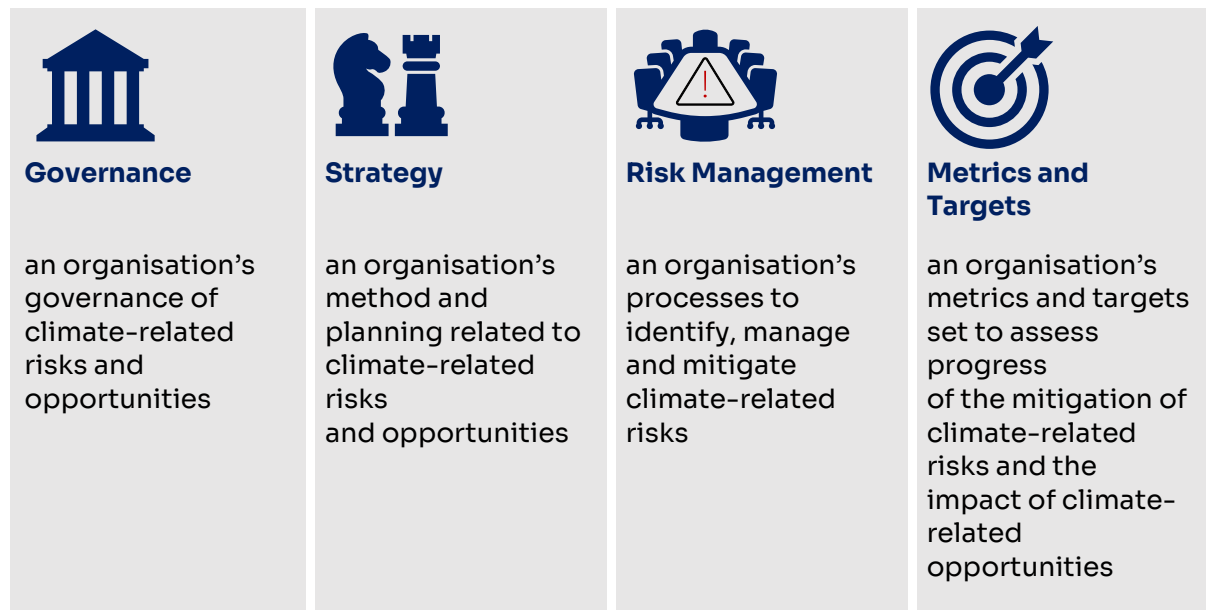 Governance
an organisation's
governance of
climate-related
risks and
opportunities
Strategy
an organisation's
method and
planning related to
climate-related
risks
and opportunities
Risk Management
an organisation's
processes to
identify, manage
and mitigate
climate-related
risks
Metrics and
Targets
an organisation's
metrics and targets
set to assess
progress
of the mitigation of
climate-related
risks and the
impact of climate-
related
opportunities